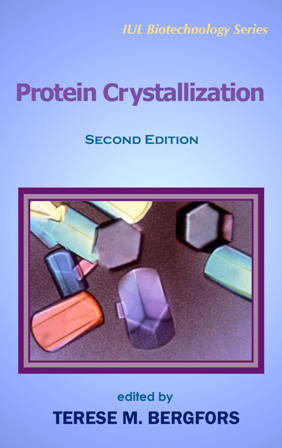 IUL Biotechnology Series
Protein Crystallization
SECOND EDITION
edited by
TERESE M. BERGFORS